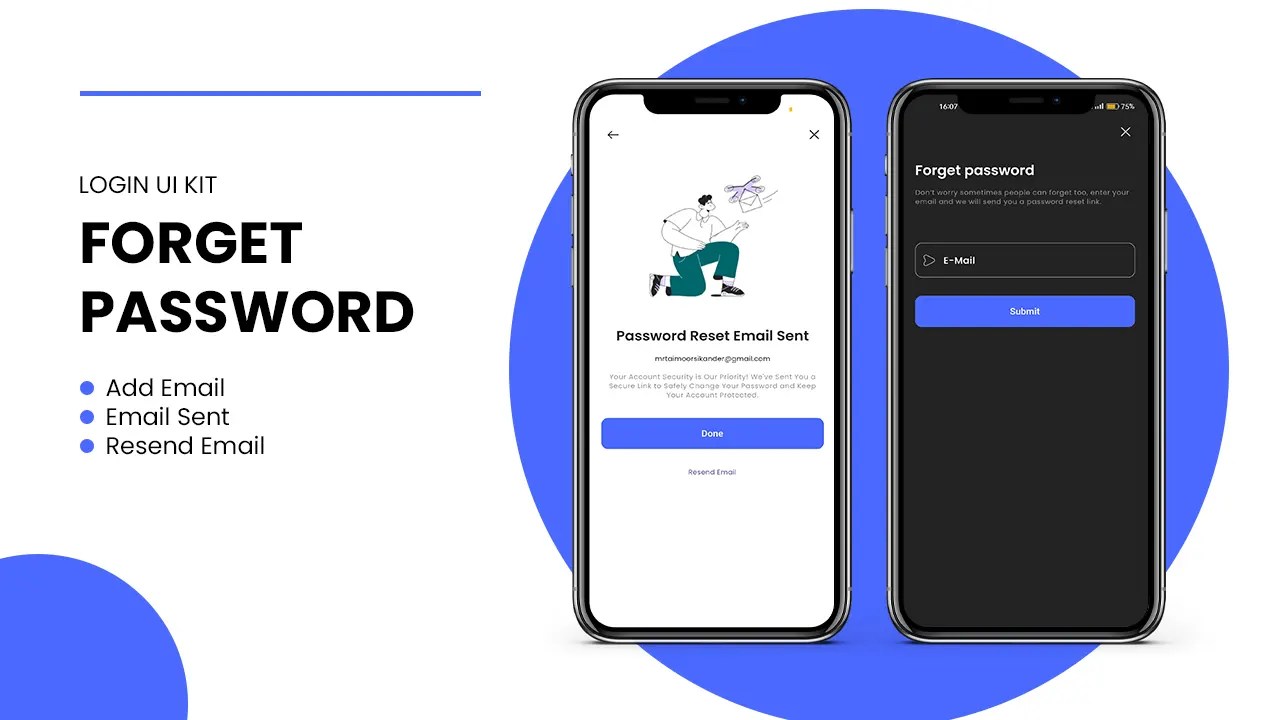 LOGIN UI KIT
FORGET
PASSWORD
Add Email
Email Sent
Resend Email
Password Reset Email Sent
mrtaimoorsikander@gmail.com
Your Account Security is Our Priority! We've Sent You a
Secure Link to Safely Change Your Password and Keep
Your Account Protected.
Done
Resend Email
16:07
75%
Forget password
Don't worry sometimes people can forget too, enter your
email and we will send you a password reset link.
E-Mail
Submit